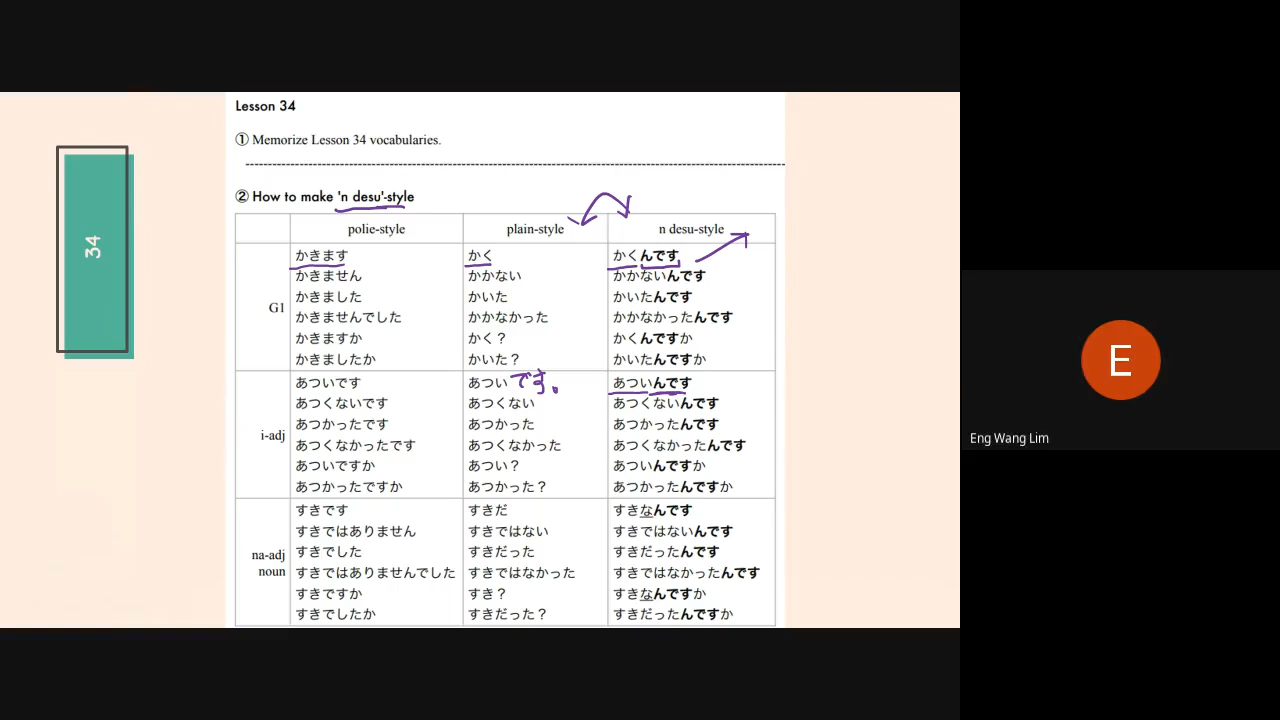 34
Lesson 34
① Memorize Lesson 34 vocabularies.
② How to make 'n desu'-style
polie-style plain-style n desu-style
G1
かきます かく かくんです
かきません かかない かかないんです
かきました かいた かいたんです
かきませんでした かかなかった かかなかったんです
かきますか かく？ かくんですか
かきましたか かいた？ かいたんですか
i-adj
あついです あつい です。 あついんです
あつくないです あつくない あつくないんです
あつかったです あつかった あつかったんです
あつくなかったです あつくなかった あつくなかったんです
あついですか あつい？ あついんですか
あつかったですか あつかった？ あつかったんですか
na-adj
noun
すきです すきだ すきなんです
すきではありません すきではない すきではないんです
すきでした すきだった すきだったんです
すきではありませんでした すきではなかった すきではなかったんです
すきですか すき？ すきなんですか
すきでしたか すきだった？ すきだったんですか
E
Eng Wang Lim